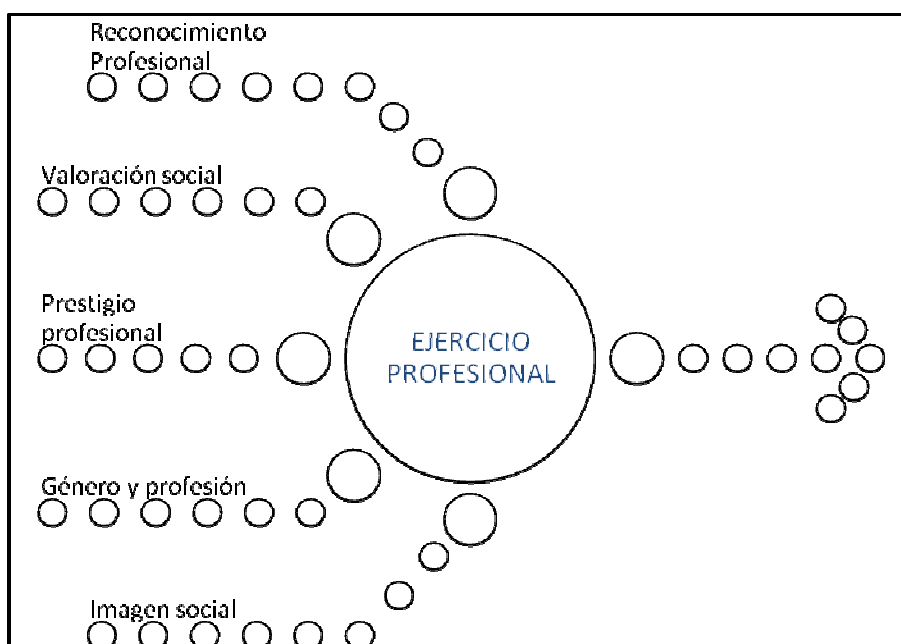 Reconocimiento
Profesional
Valoración social
Prestigio
profesional
EJERCICIO
PROFESIONAL
Género y profesión
Imagen social